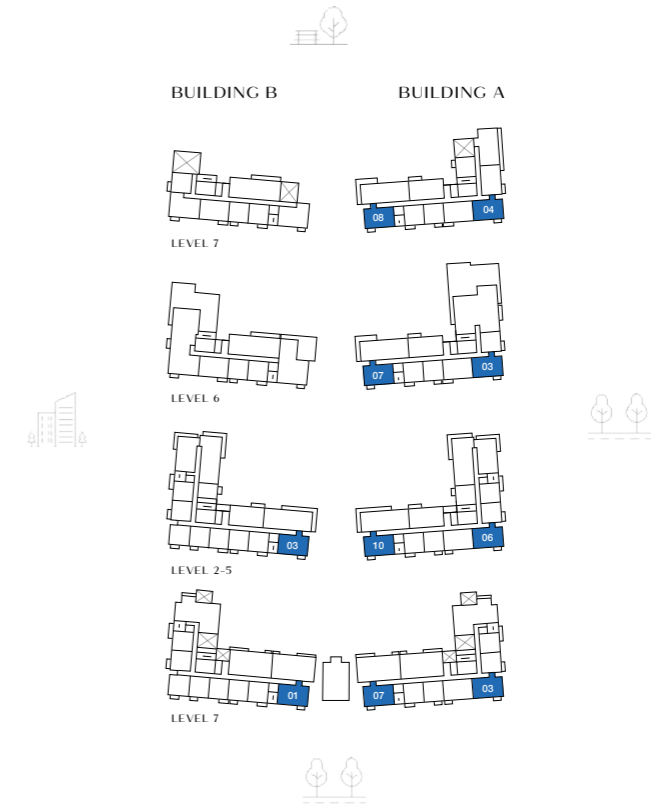 BUILDING B BUILDING A
08 04
LEVEL 7
07 03
LEVEL 6
03 10 06
LEVEL 2-5
01 07 03
LEVEL 7